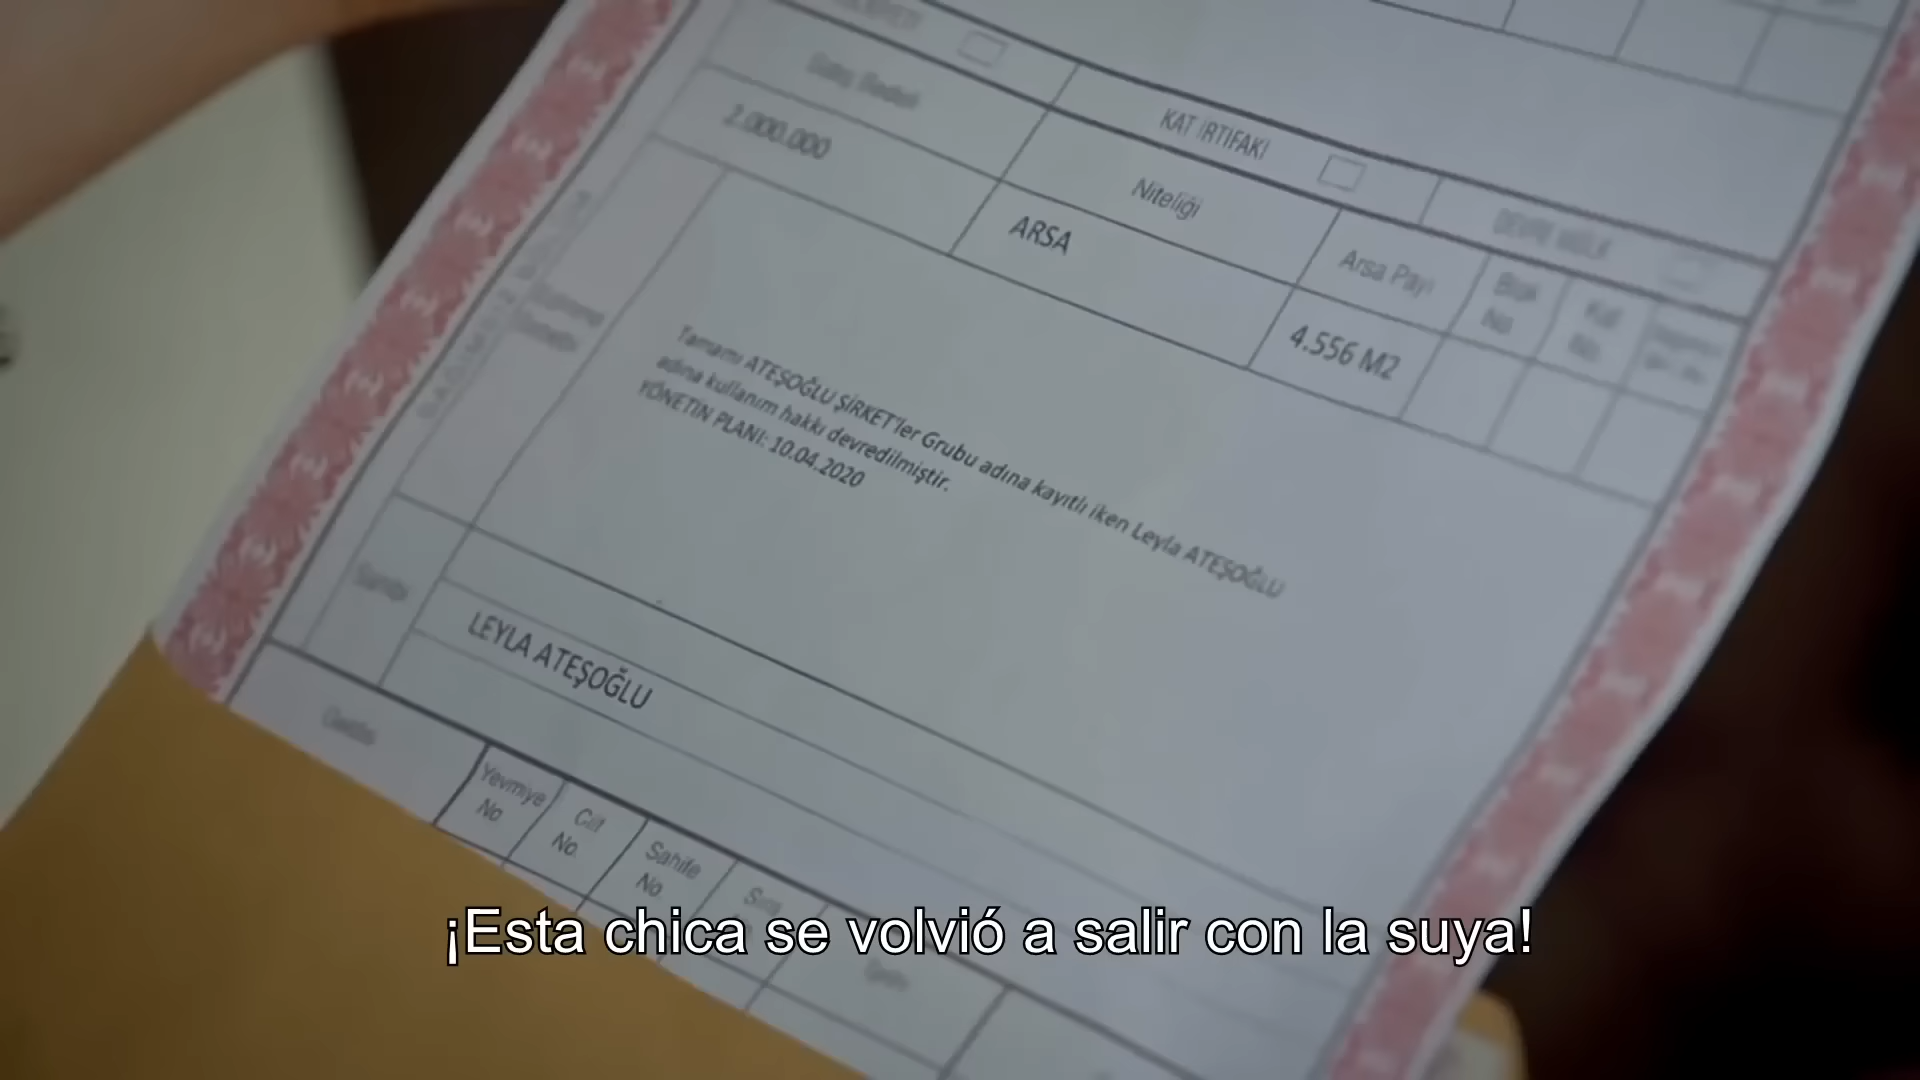 KAT İRTİFAKI
2.000.000
Niteliği
ARSA
Arsa Payı
4.556 M2
Tamamı ATEŞOĞLU ŞİRKET'ler Grubu adına kayıtlı iken Leyla ATEŞOĞLU
adına kullanım hakkı devredilmiştir.
YÖNETİN PLANI: 10.04.2020
LEYLA ATEŞOĞLU
Yevmiye
No
Cilt
No.
Sahife
No
¡Esta chica se volvió a salir con la suya!